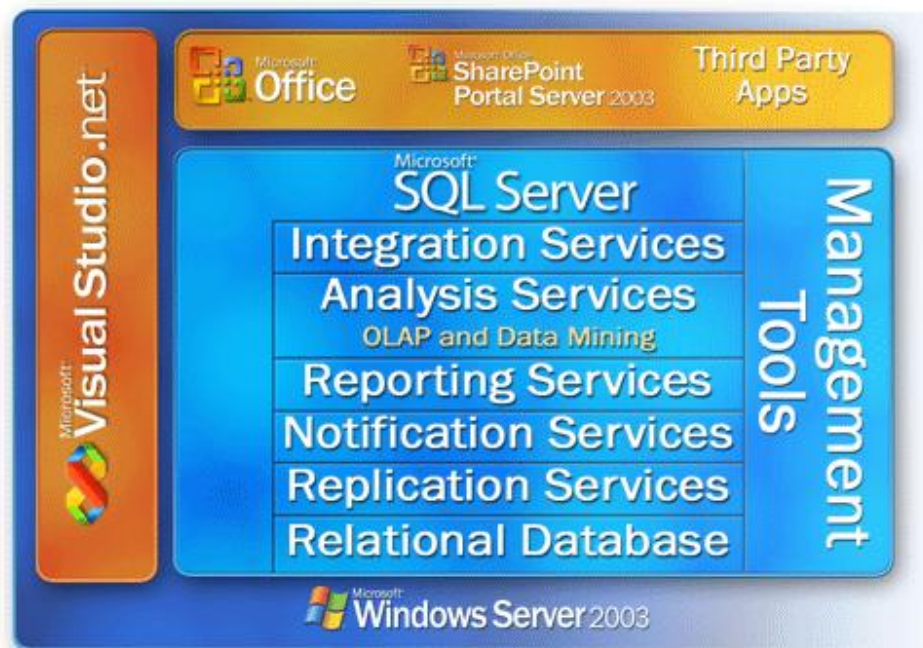 Microsoft
Visual Studio.net
Microsoft
Office
Microsoft Office
SharePoint
Portal Server 2003
Third Party
Apps
Microsoft
SQL Server
Integration Services
Analysis Services
OLAP and Data Mining
Reporting Services
Notification Services
Replication Services
Relational Database
Management
Tools
Microsoft
Windows Server 2003